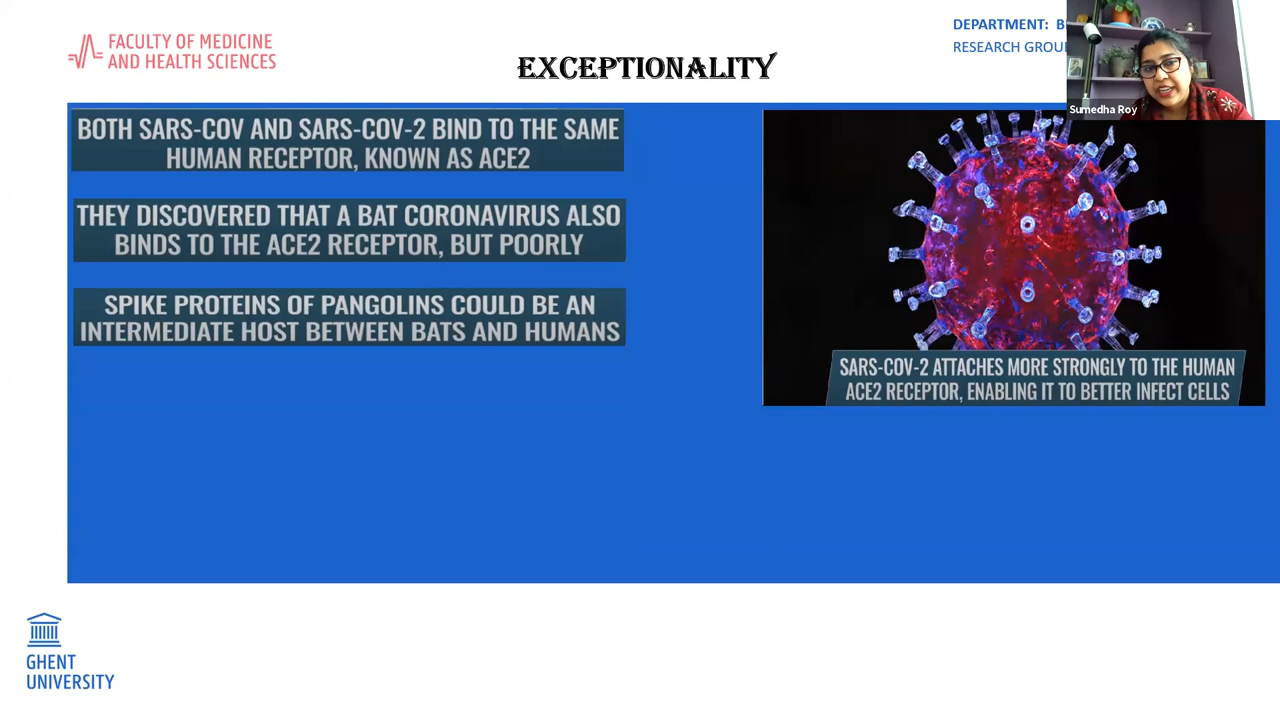 FACULTY OF MEDICINE
AND HEALTH SCIENCES
EXCEPTIONALITY
DEPARTMENT:
RESEARCH
Sumedha Roy
BOTH SARS-COV AND SARS-COV-2 BIND TO THE SAME
HUMAN RECEPTOR, KNOWN AS ACE2
THEY DISCOVERED THAT A BAT CORONAVIRUS ALSO
BINDS TO THE ACE2 RECEPTOR, BUT POORLY
SPIKE PROTEINS OF PANGOLINS COULD BE AN
INTERMEDIATE HOST BETWEEN BATS AND HUMANS
SARS-COV-2 ATTACHES MORE STRONGLY TO THE HUMAN
ACE2 RECEPTOR, ENABLING IT TO BETTER INFECT CELLS
GHENT
UNIVERSITY